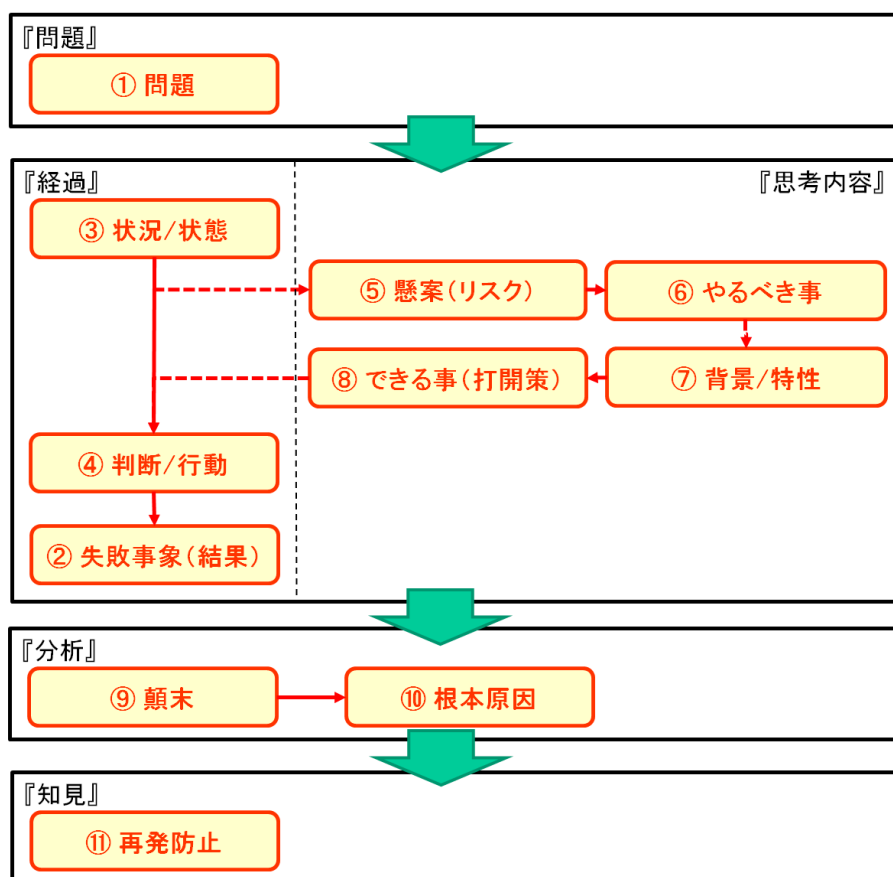 『問題』
① 問題
『経過』
『思考内容』
③ 状況/状態
⑤ 懸案(リスク)
⑥ やるべき事
⑧ できる事(打開策)
⑦ 背景/特性
④ 判断/行動
② 失敗事象(結果)
『分析』
⑨ 顛末
⑩ 根本原因
『知見』
⑪ 再発防止